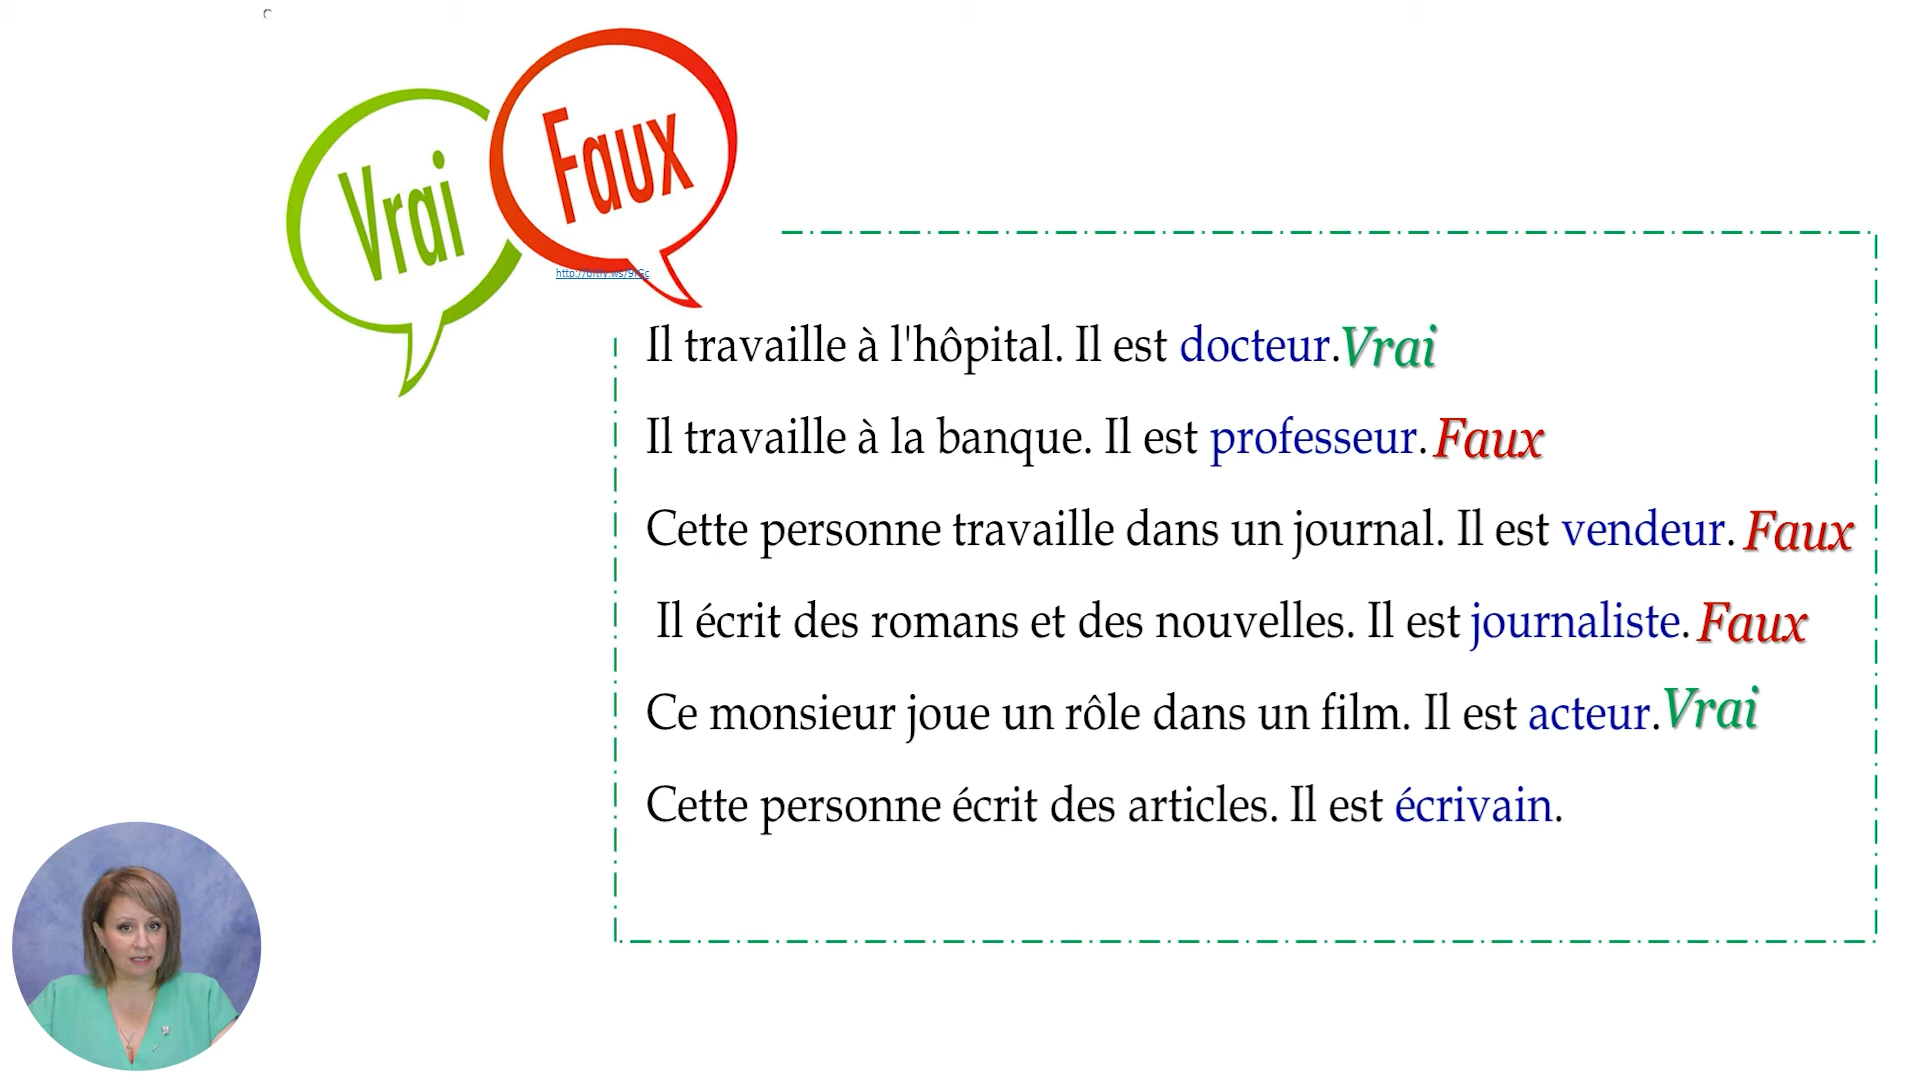 Vrai
Faux
Il travaille à l'hôpital. Il est docteur.Vrai
Il travaille à la banque. Il est professeur. Faux
Cette personne travaille dans un journal. Il est vendeur. Faux
Il écrit des romans et des nouvelles. Il est journaliste. Faux
Ce monsieur joue un rôle dans un film. Il est acteur.Vrai
Cette personne écrit des articles. Il est écrivain.